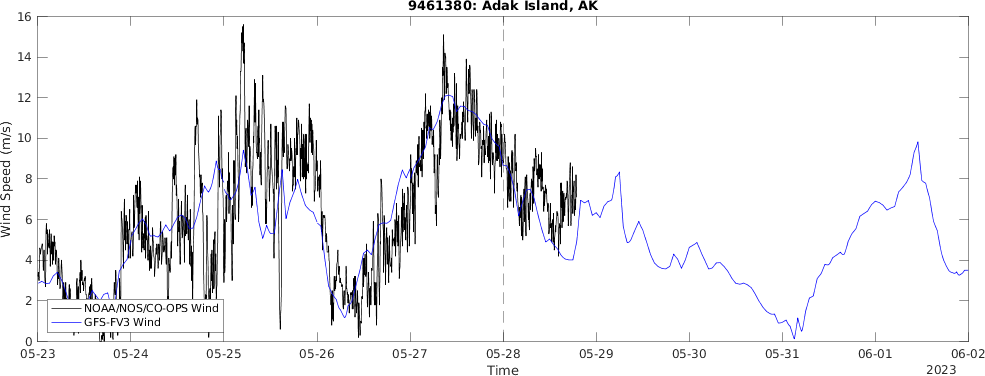 9461380: Adak Island, AK
Wind Speed (m/s)
16
14
12
10
8
6
4
2
0
NOAA/NOS/CO-OPS Wind
GFS-FV3 Wind
05-23 05-24 05-25 05-26 05-27 05-28 05-29 05-30 05-31 06-01 06-02
Time
2023